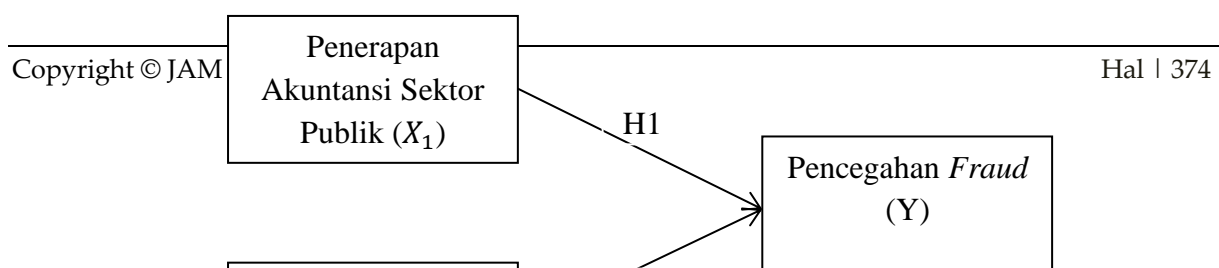 Penerapan
Akuntansi Sektor
Publik (X₁)
Copyright © JAM
Hal | 374
H1
Pencegahan Fraud
(Y)